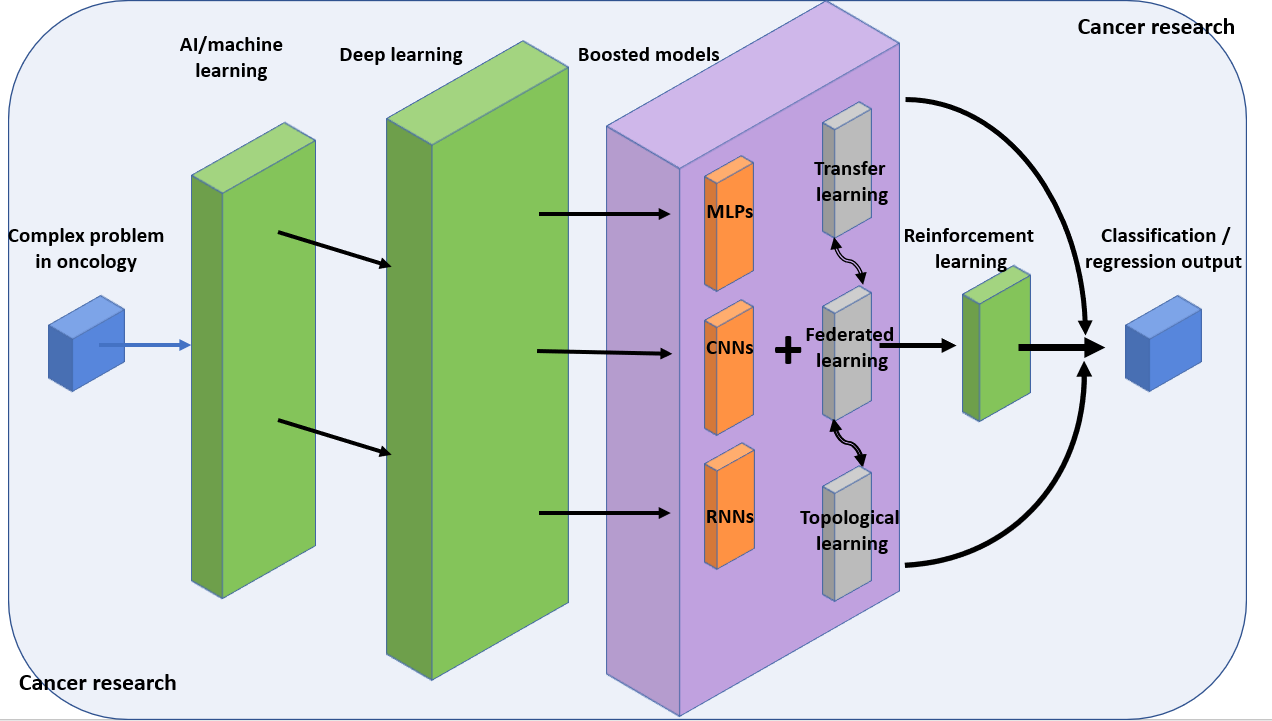 Cancer research
AI/machine
learning
Deep learning
Boosted models
Complex problem
in oncology
MLPs
CNNs
RNNs
+
Transfer
learning
Federated
learning
Topological
learning
Reinforcement
learning
Classification /
regression output
Cancer research